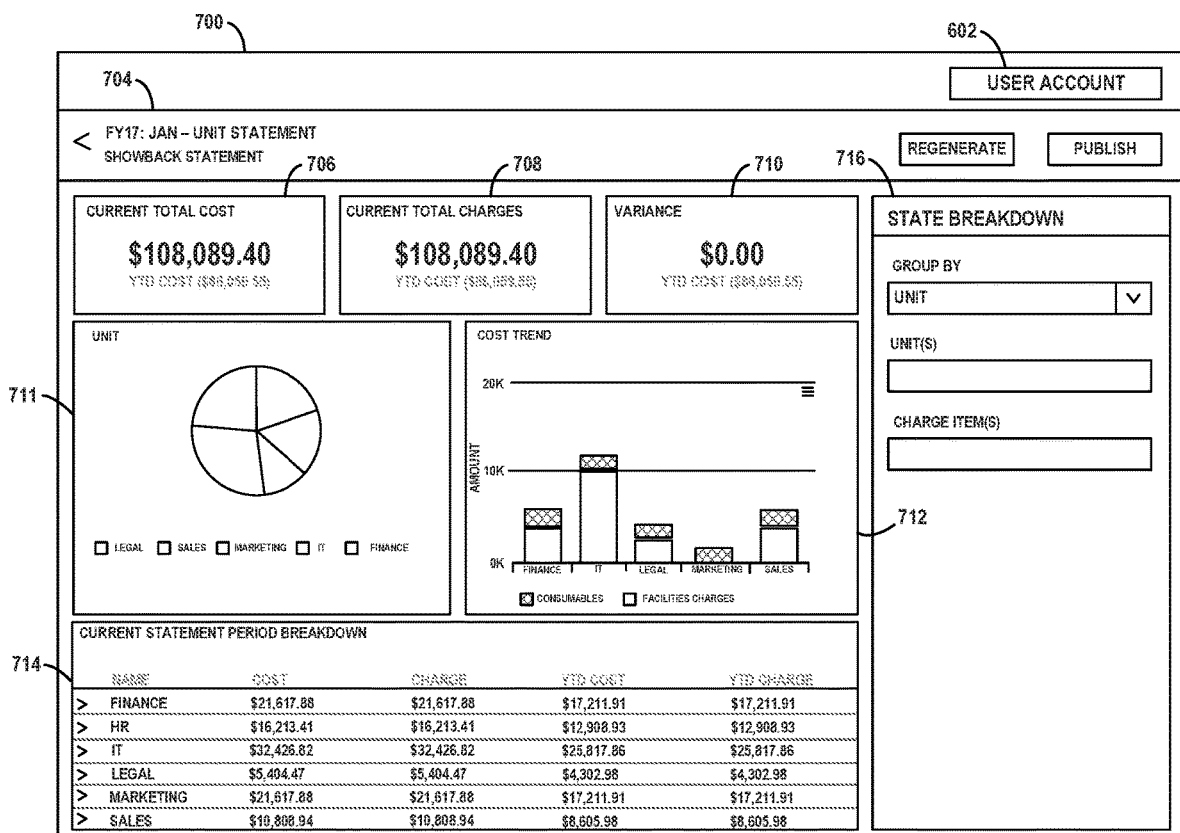 700
602
USER ACCOUNT
704
< FY17: JAN – UNIT STATEMENT
SHOWBACK STATEMENT
REGENERATE
PUBLISH
706
708
710
716
CURRENT TOTAL COST
$108,089.40
YTD COST
CURRENT TOTAL CHARGES
$108,089.40
YTD COST
VARIANCE
$0.00
YTD COST
STATE BREAKDOWN
GROUP BY
UNIT
UNIT(S)
CHARGE ITEM(S)
711
UNIT
LEGAL SALES MARKETING IT FINANCE
COST TREND
20K
10K
0K
AMOUNT
FINANCE IT LEGAL MARKETING SALES
CONSUMABLES FACILITIES CHARGES
712
714
CURRENT STATEMENT PERIOD BREAKDOWN
NAME COST CHARGE YTD COST YTD CHARGE
> FINANCE $21,617.88 $21,617.88 $17,211.91 $17,211.91
> HR $16,213.41 $16,213.41 $12,908.93 $12,908.93
> IT $32,426.82 $32,426.82 $25,817.86 $25,817.86
> LEGAL $5,404.47 $5,404.47 $4,302.98 $4,302.98
> MARKETING $21,617.88 $21,617.88 $17,211.91 $17,211.91
> SALES $10,808.94 $10,808.94 $8,605.98 $8,605.98